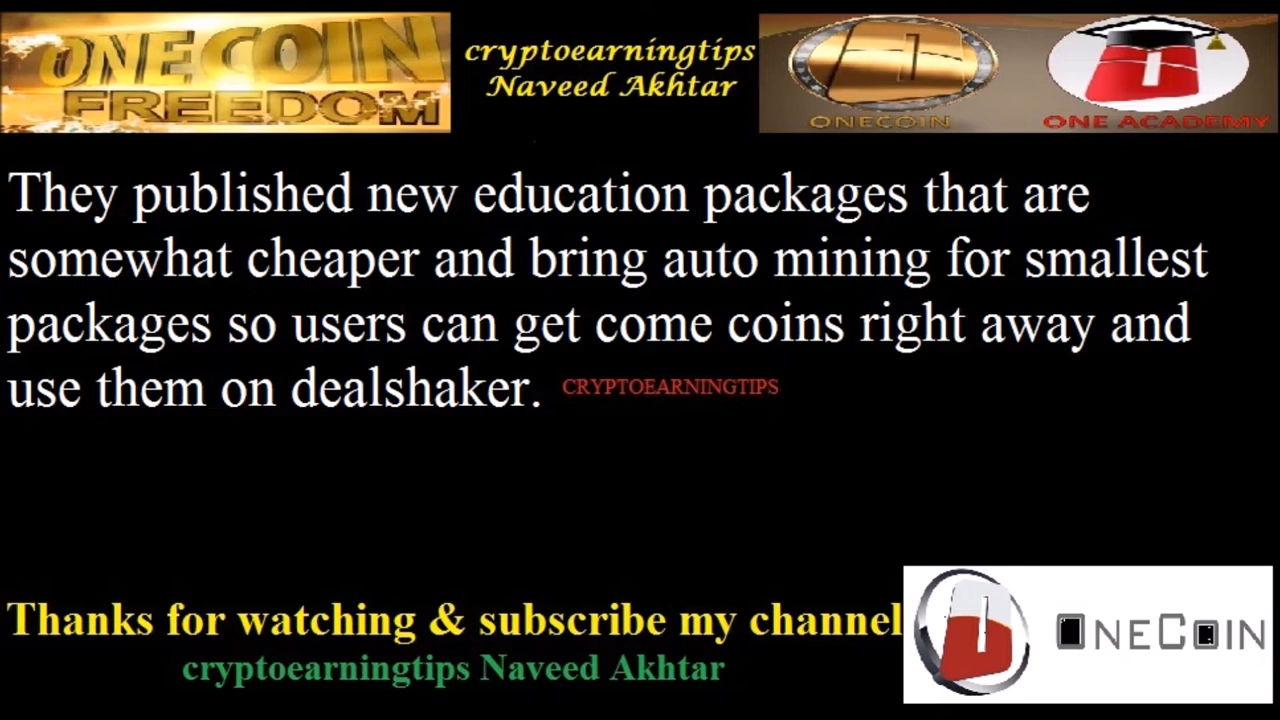 ONECOIN
FREEDOM
cryptoearningtips
Naveed Akhtar
ONECOIN
ONE ACADEMY
They published new education packages that are
somewhat cheaper and bring auto mining for smallest
packages so users can get come coins right away and
use them on dealshaker. CRYPTOEARNINGTIPS
Thanks for watching & subscribe my channel
cryptoearningtips Naveed Akhtar
ONECOIN